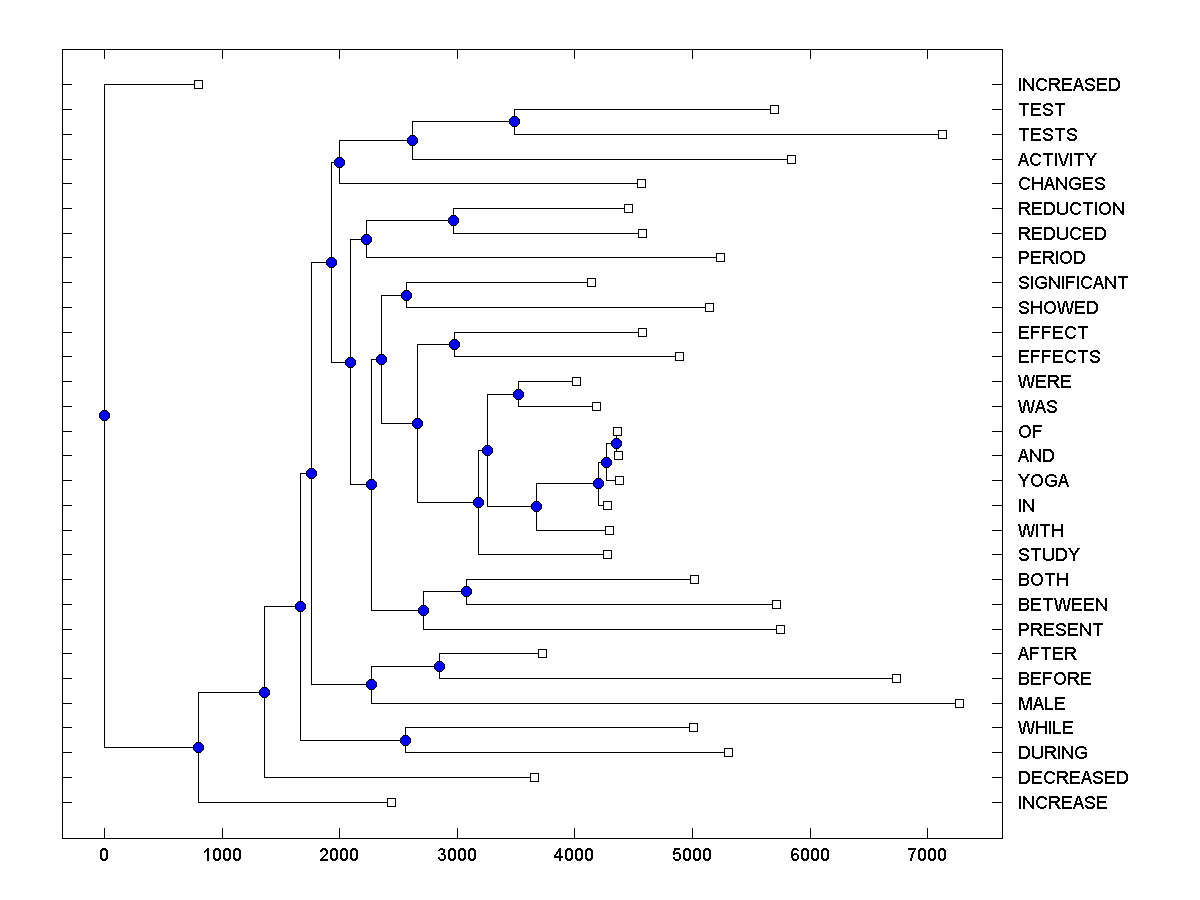 INCREASED
TEST
TESTS
ACTIVITY
CHANGES
REDUCTION
REDUCED
PERIOD
SIGNIFICANT
SHOWED
EFFECT
EFFECTS
WERE
WAS
OF
AND
YOGA
IN
WITH
STUDY
BOTH
BETWEEN
PRESENT
AFTER
BEFORE
MALE
WHILE
DURING
DECREASED
INCREASE
0 1000 2000 3000 4000 5000 6000 7000